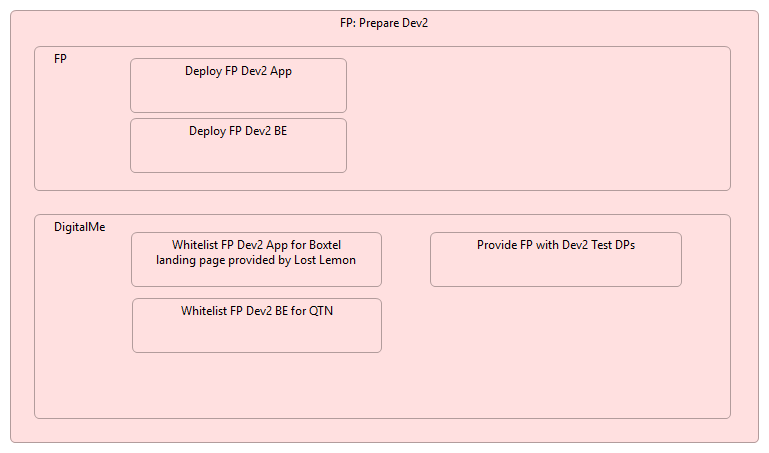 FP: Prepare Dev2
FP
Deploy FP Dev2 App
Deploy FP Dev2 BE
DigitalMe
Whitelist FP Dev2 App for Boxtel
landing page provided by Lost Lemon
Provide FP with Dev2 Test DPs
Whitelist FP Dev2 BE for QTN